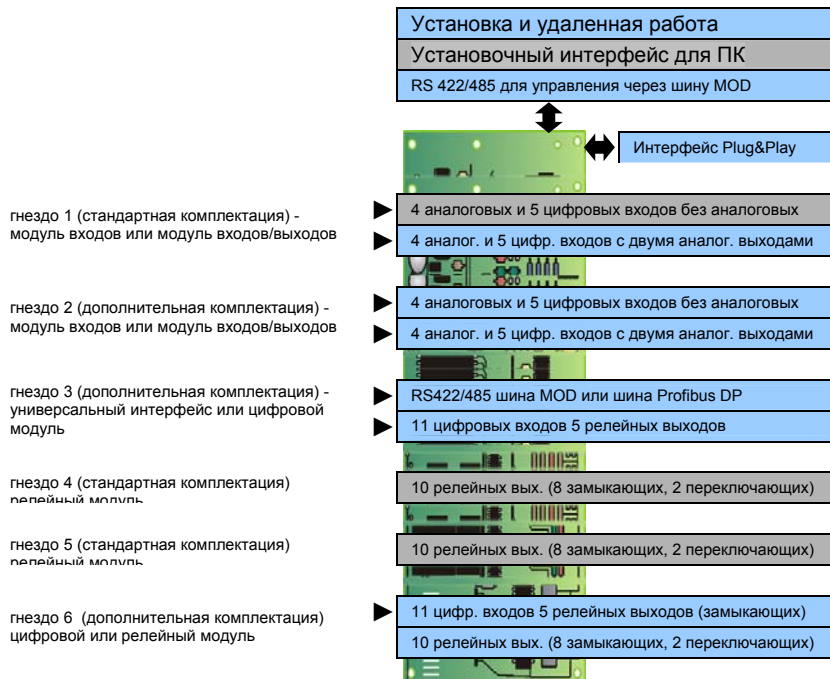 Установка и удаленная работа
Установочный интерфейс для ПК
RS 422/485 для управления через шину MOD
Интерфейс Plug&Play
гнездо 1 (стандартная комплектация) -
модуль входов или модуль входов/выходов
4 аналоговых и 5 цифровых входов без аналоговых
4 аналог. и 5 цифр. входов с двумя аналог. выходами
гнездо 2 (дополнительная комплектация) -
модуль входов или модуль входов/выходов
4 аналоговых и 5 цифровых входов без аналоговых
4 аналог. и 5 цифр. входов с двумя аналог. выходами
гнездо 3 (дополнительная комплектация) -
универсальный интерфейс или цифровой
модуль
RS422/485 шина MOD или шина Profibus DP
11 цифровых входов 5 релейных выходов
гнездо 4 (стандартная комплектация)
релейный модуль
10 релейных вых. (8 замыкающих, 2 переключающих)
гнездо 5 (стандартная комплектация)
релейный модуль
10 релейных вых. (8 замыкающих, 2 переключающих)
гнездо 6 (дополнительная комплектация)
цифровой или релейный модуль
11 цифр. входов 5 релейных выходов (замыкающих)
10 релейных вых. (8 замыкающих, 2 переключающих)